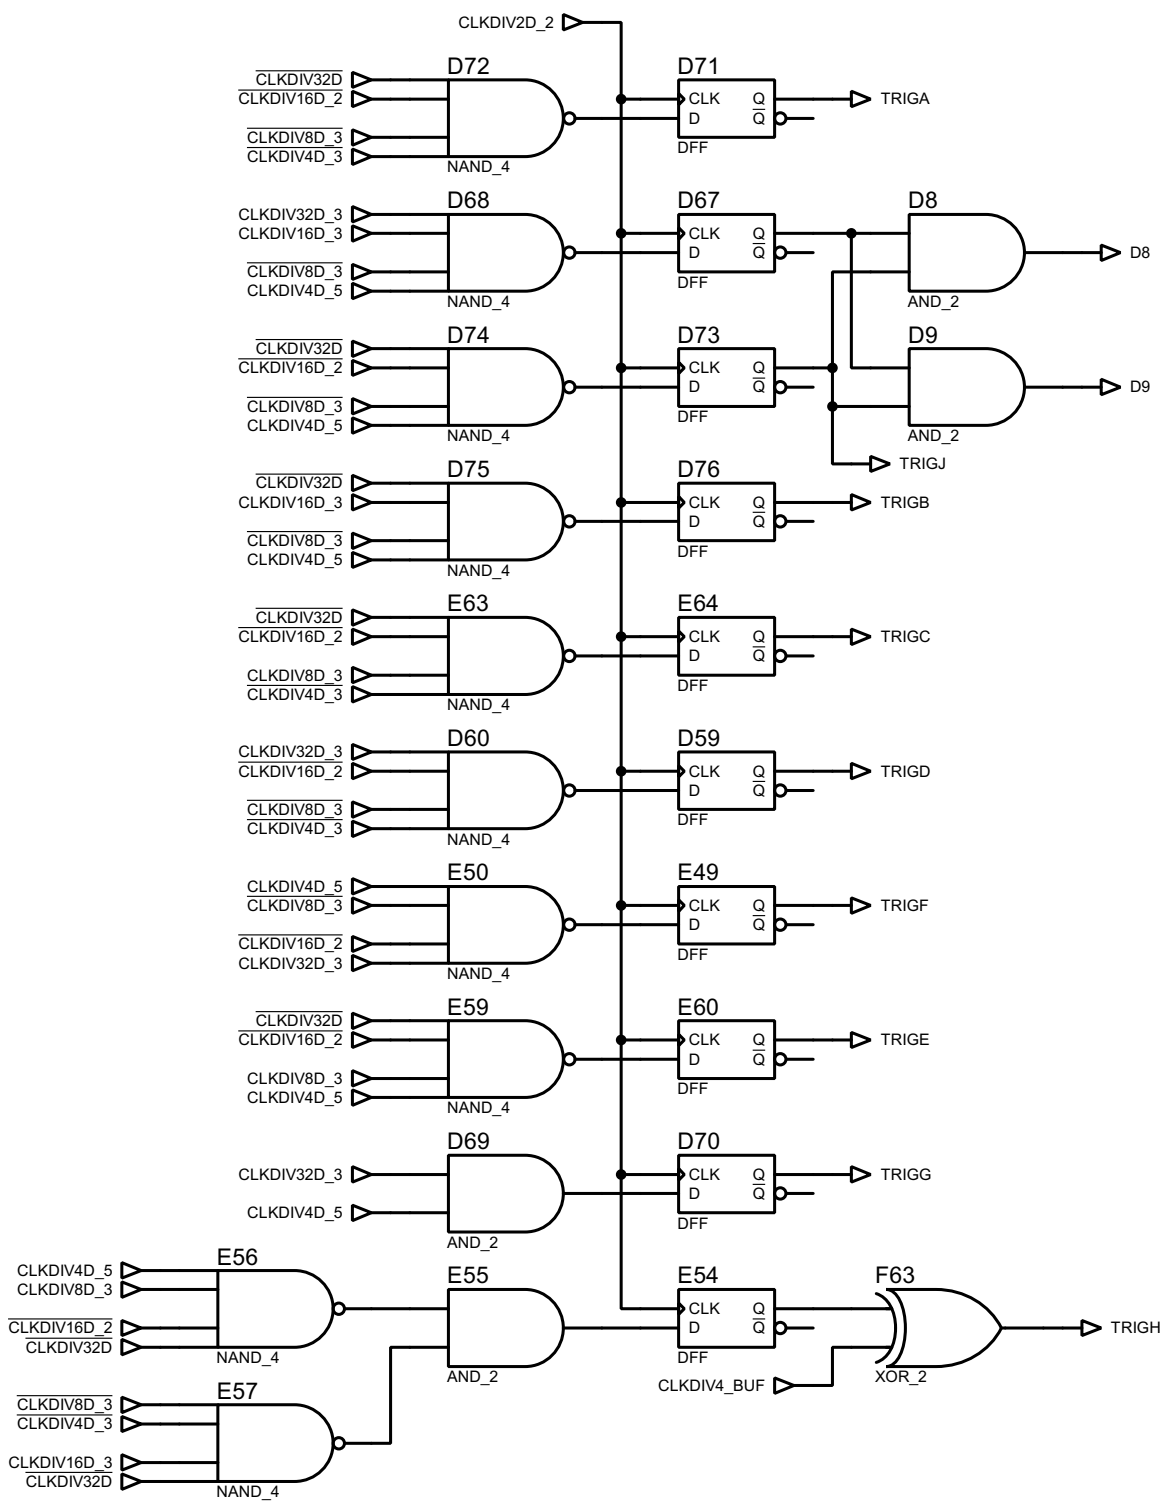 CLKDIV2D_2
CLKDIV32D
CLKDIV16D_2
CLKDIV8D_3
CLKDIV4D_3
D72
NAND_4
D71
CLK
D
Q
Q
DFF
TRIGA
CLKDIV32D_3
CLKDIV16D_3
CLKDIV8D_3
CLKDIV4D_5
D68
NAND_4
D67
CLK
D
Q
Q
DFF
D8
AND_2
D8
CLKDIV32D
CLKDIV16D_2
CLKDIV8D_3
CLKDIV4D_5
D74
NAND_4
D73
CLK
D
Q
Q
DFF
D9
AND_2
D9
TRIGJ
CLKDIV32D
CLKDIV16D_3
CLKDIV8D_3
CLKDIV4D_5
D75
NAND_4
D76
CLK
D
Q
Q
DFF
TRIGB
CLKDIV32D
CLKDIV16D_2
CLKDIV8D_3
CLKDIV4D_3
E63
NAND_4
E64
CLK
D
Q
Q
DFF
TRIGC
CLKDIV32D_3
CLKDIV16D_2
CLKDIV8D_3
CLKDIV4D_3
D60
NAND_4
D59
CLK
D
Q
Q
DFF
TRIGD
CLKDIV4D_5
CLKDIV8D_3
CLKDIV16D_2
CLKDIV32D_3
E50
NAND_4
E49
CLK
D
Q
Q
DFF
TRIGF
CLKDIV32D
CLKDIV16D_2
CLKDIV8D_3
CLKDIV4D_5
E59
NAND_4
E60
CLK
D
Q
Q
DFF
TRIGE
CLKDIV32D_3
CLKDIV4D_5
D69
AND_2
D70
CLK
D
Q
Q
DFF
TRIGG
CLKDIV4D_5
CLKDIV8D_3
CLKDIV16D_2
CLKDIV32D
E56
NAND_4
E55
AND_2
E54
CLK
D
Q
Q
DFF
CLKDIV4_BUF
F63
XOR_2
TRIGH
CLKDIV8D_3
CLKDIV4D_3
CLKDIV16D_3
CLKDIV32D
E57
NAND_4